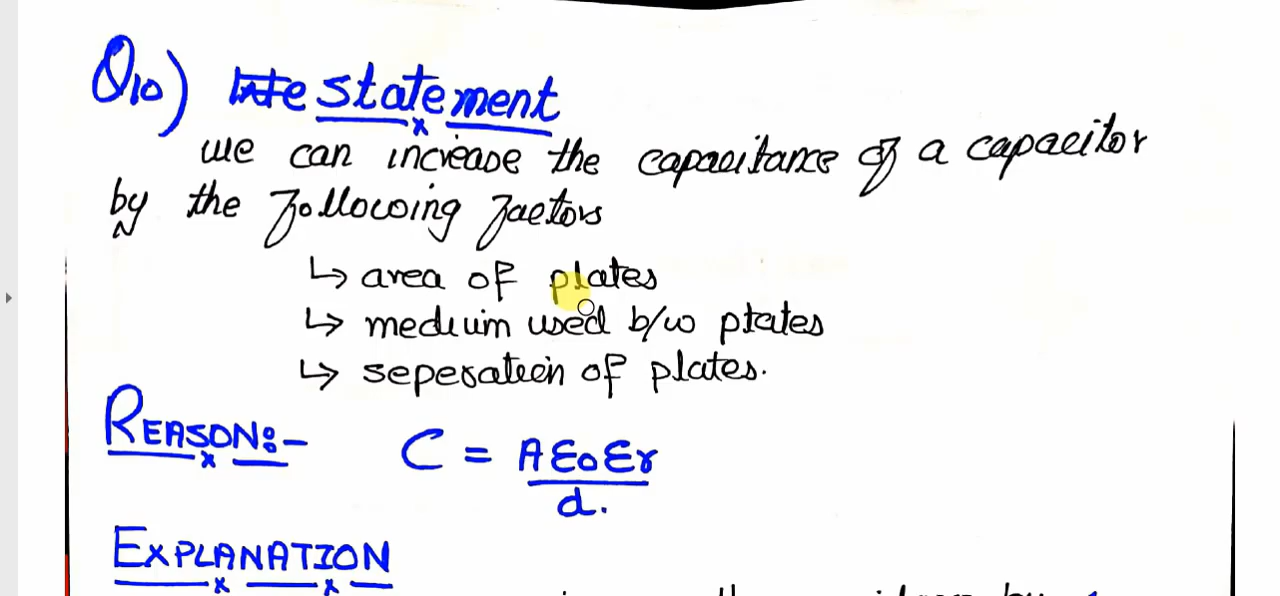 Q10) statement
we can increase the capacitance of a capacitor
by the following factors
↳ area of plates
↳ medium used b/w plates
↳ seperation of plates.
REASON:- C = Aε₀εr
d.
EXPLANATION